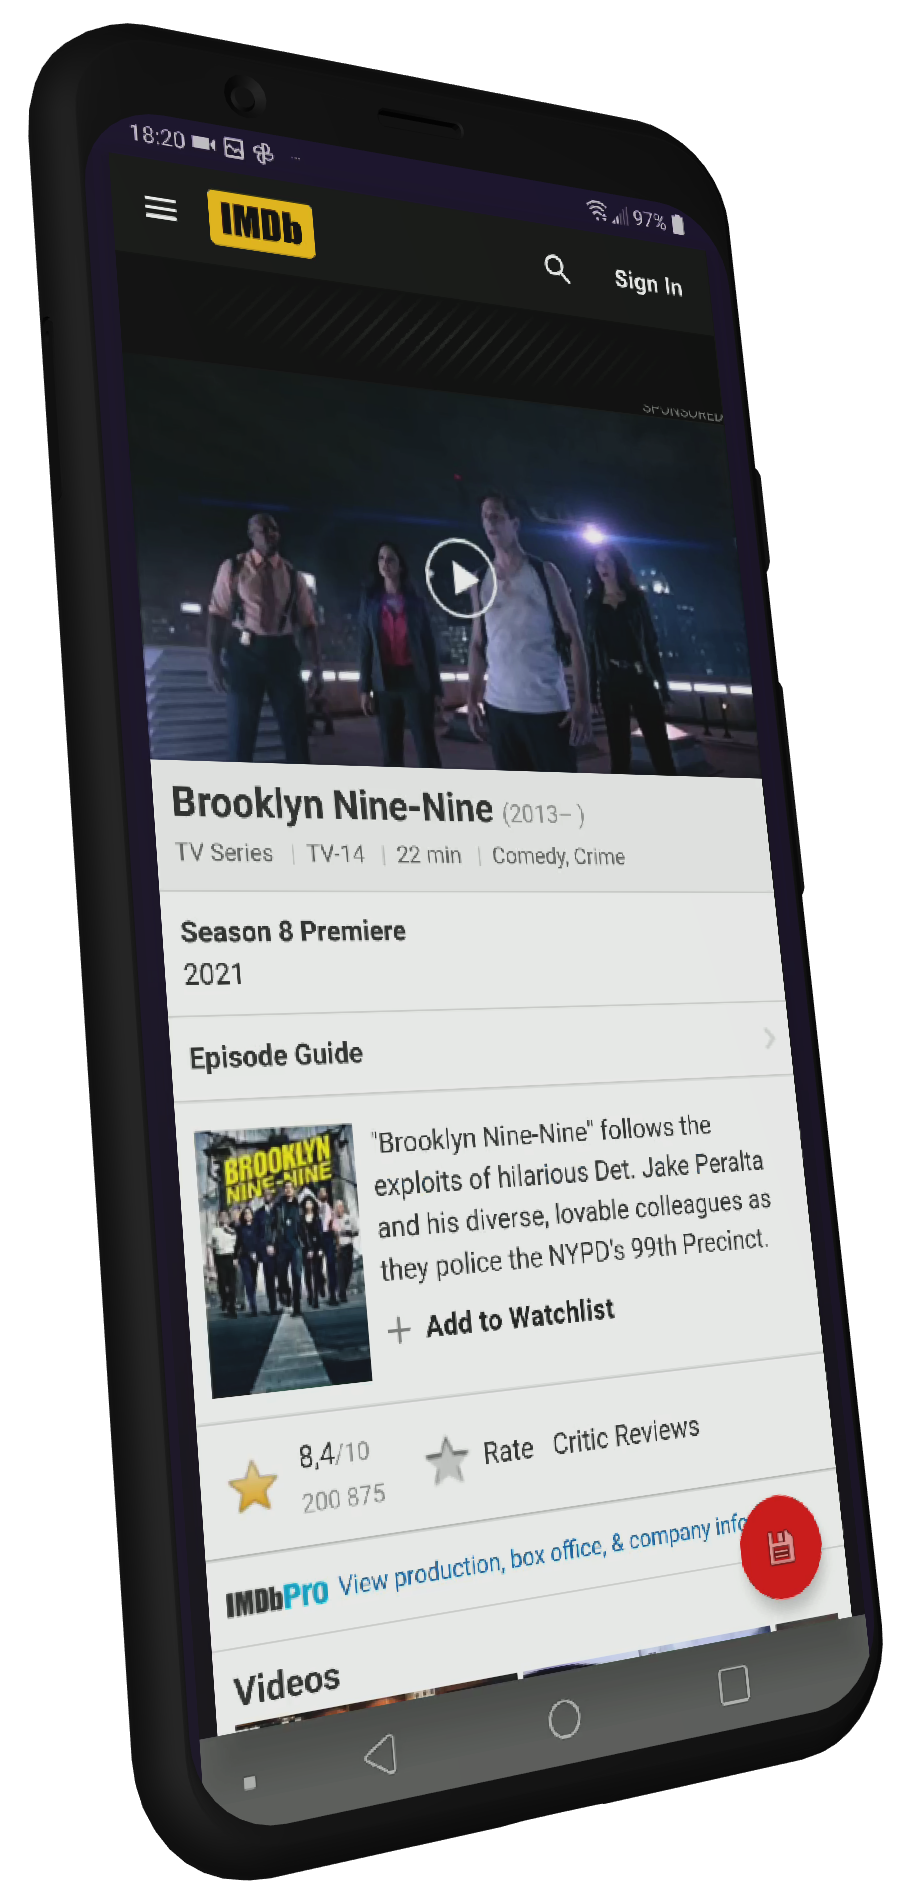 18:20
97%
IMDb
Sign In
SPONSORED
Brooklyn Nine-Nine (2013– )
TV Series | TV-14 | 22 min | Comedy, Crime
Season 8 Premiere
2021
Episode Guide
BROOKLYN
NINE-NINE
"Brooklyn Nine-Nine" follows the
exploits of hilarious Det. Jake Peralta
and his diverse, lovable colleagues as
they police the NYPD's 99th Precinct.
+ Add to Watchlist
8,4/10
200 875
Rate Critic Reviews
IMDbPro View production, box office, & company info
Videos